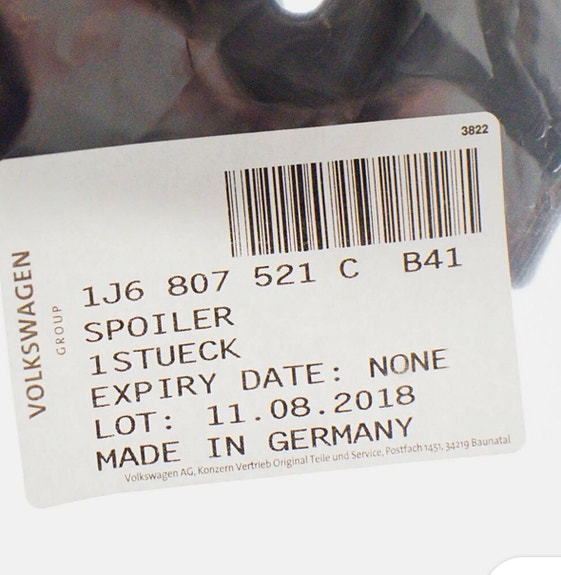 3822
1J6 807 521 C B41
SPOILER
1STUECK
EXPIRY DATE: NONE
LOT: 11.08.2018
MADE IN GERMANY
Volkswagen AG, Konzern Vertrieb Original Teile und Service, Postfach 1451, 34219 Baunatal
VOLKSWAGEN
GROUP